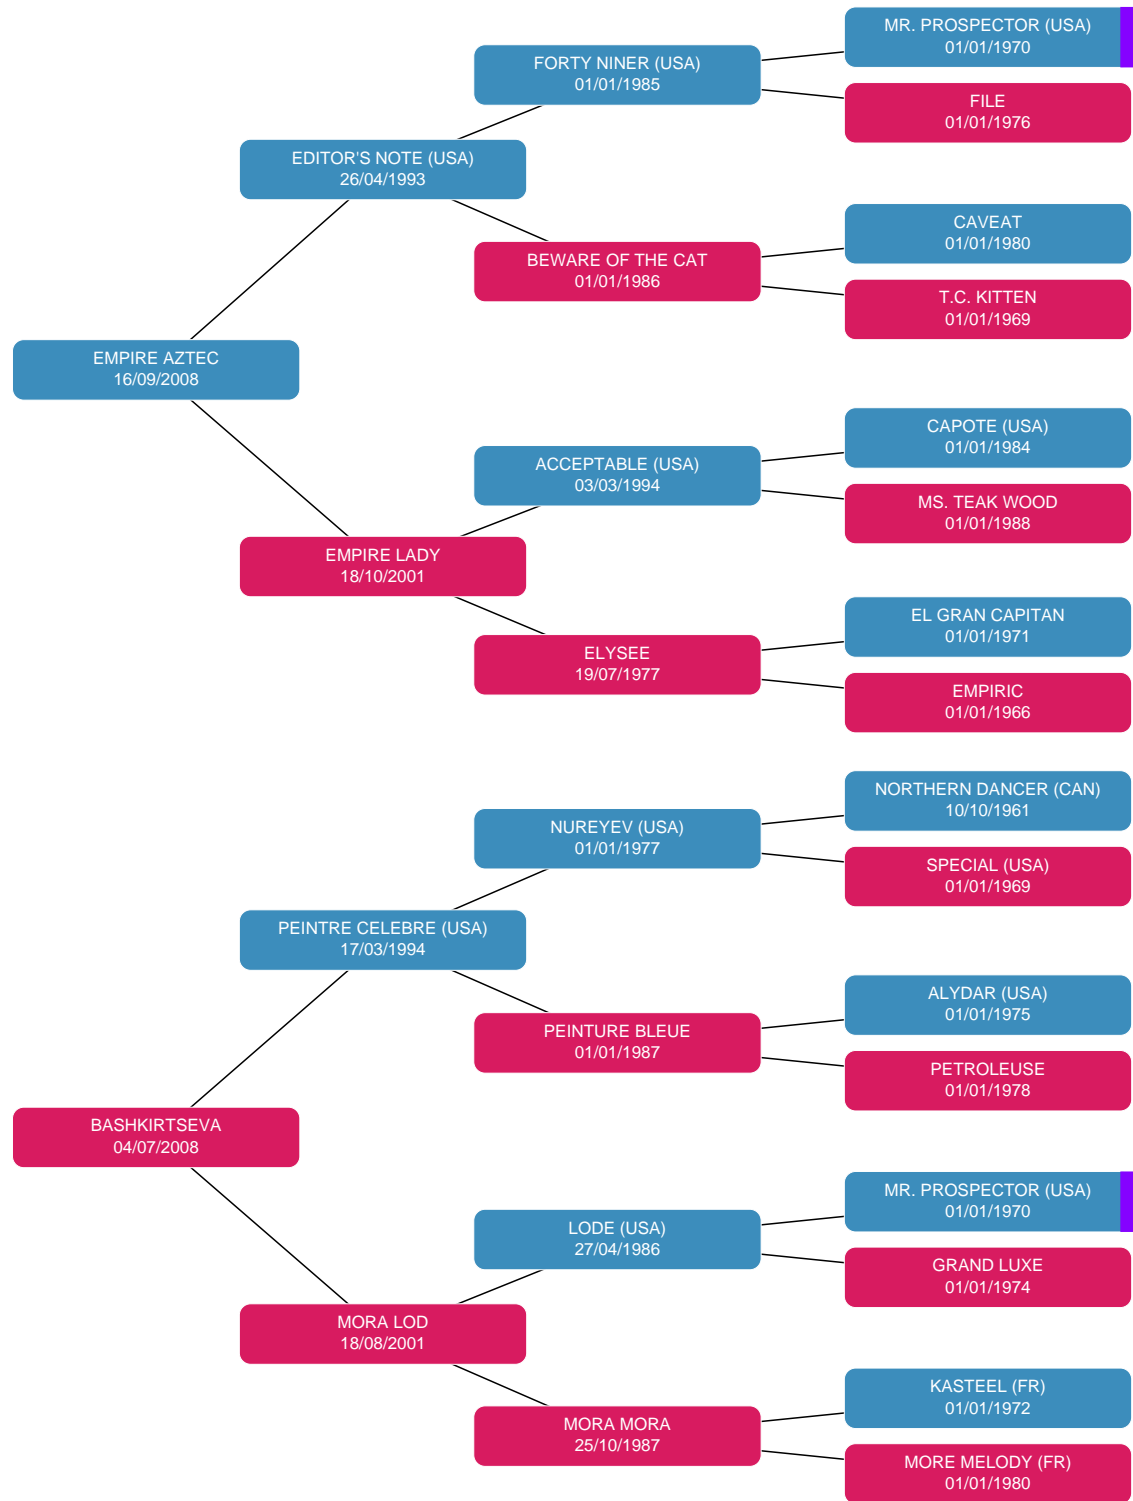 MR. PROSPECTOR (USA)
01/01/1970
FORTY NINER (USA)
01/01/1985
FILE
01/01/1976
EDITOR'S NOTE (USA)
26/04/1993
CAVEAT
01/01/1980
BEWARE OF THE CAT
01/01/1986
T.C. KITTEN
01/01/1969
EMPIRE AZTEC
16/09/2008
CAPOTE (USA)
01/01/1984
ACCEPTABLE (USA)
03/03/1994
MS. TEAK WOOD
01/01/1988
EMPIRE LADY
18/10/2001
EL GRAN CAPITAN
01/01/1971
ELYSEE
19/07/1977
EMPIRIC
01/01/1966
NORTHERN DANCER (CAN)
10/10/1961
NUREYEV (USA)
01/01/1977
SPECIAL (USA)
01/01/1969
PEINTRE CELEBRE (USA)
17/03/1994
ALYDAR (USA)
01/01/1975
PEINTURE BLEUE
01/01/1987
PETROLEUSE
01/01/1978
BASHKIRTSEVA
04/07/2008
MR. PROSPECTOR (USA)
01/01/1970
LODE (USA)
27/04/1986
GRAND LUXE
01/01/1974
MORA LOD
18/08/2001
KASTEEL (FR)
01/01/1972
MORA MORA
25/10/1987
MORE MELODY (FR)
01/01/1980